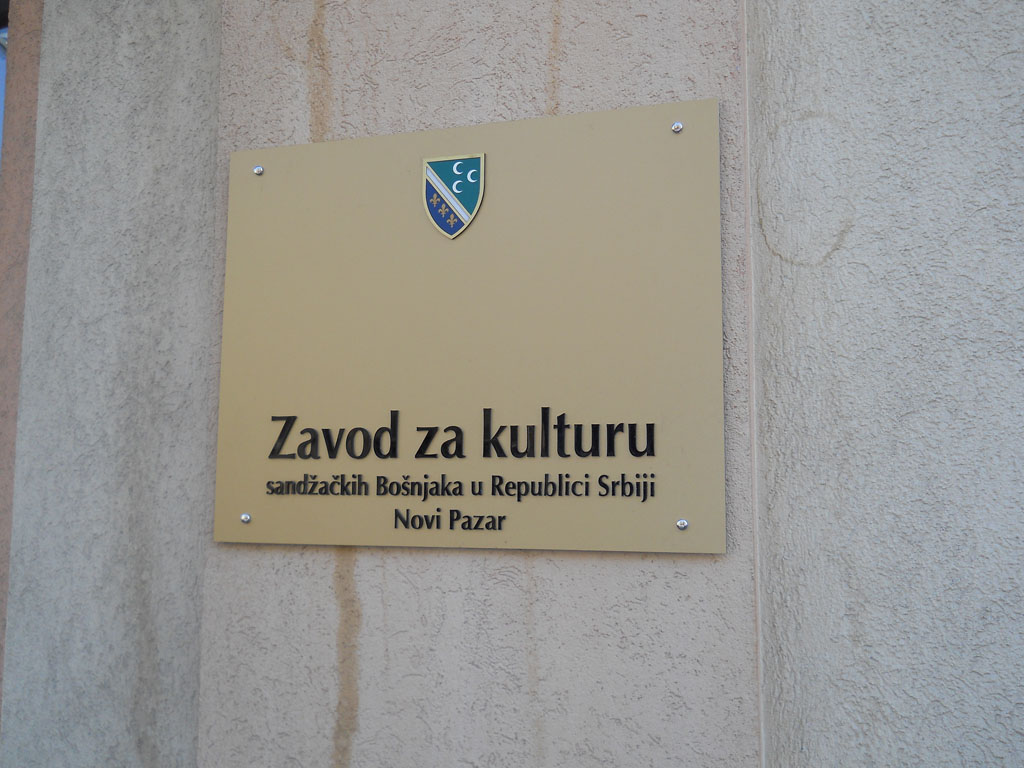 Zavod za kulturu
sandžačkih Bošnjaka u Republici Srbiji
Novi Pazar